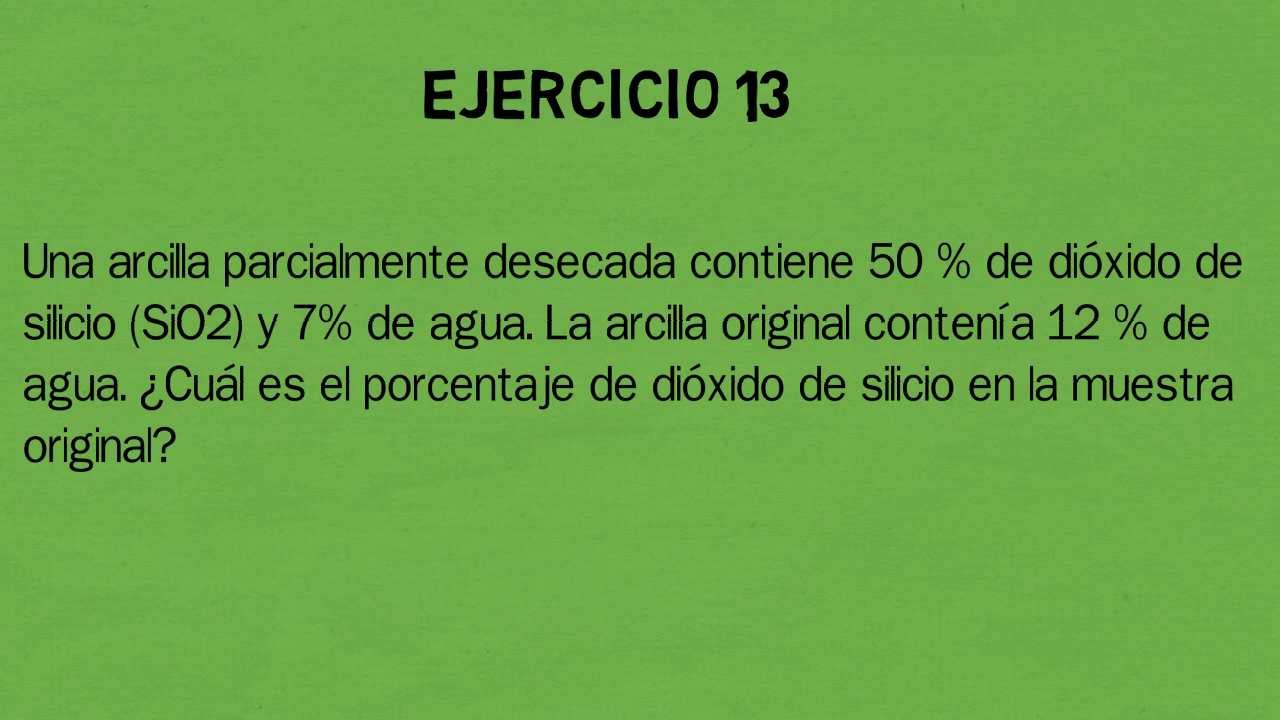 EJERCICIO 13
Una arcilla parcialmente desecada contiene 50 % de dióxido de
silicio (SiO2) y 7% de agua. La arcilla original contenía 12 % de
agua. ¿Cuál es el porcentaje de dióxido de silicio en la muestra
original?